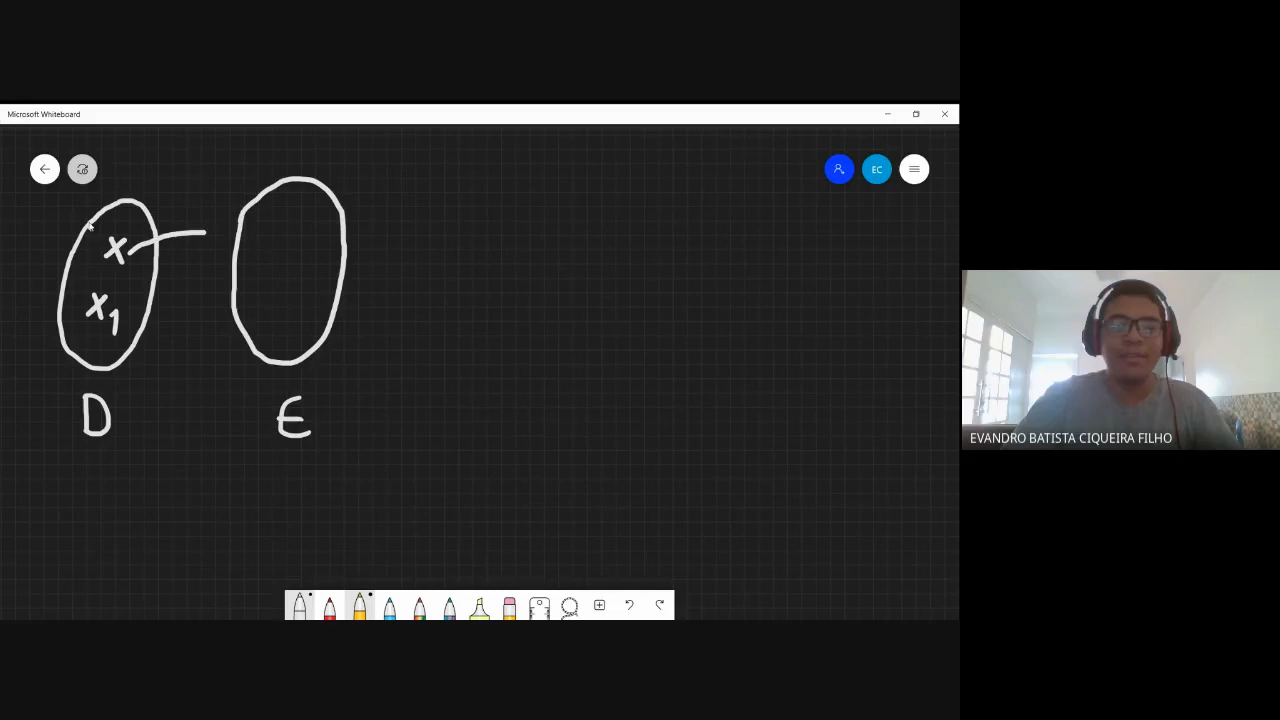 Microsoft Whiteboard
EC
x
x1
D
E
EVANDRO BATISTA CIQUEIRA FILHO